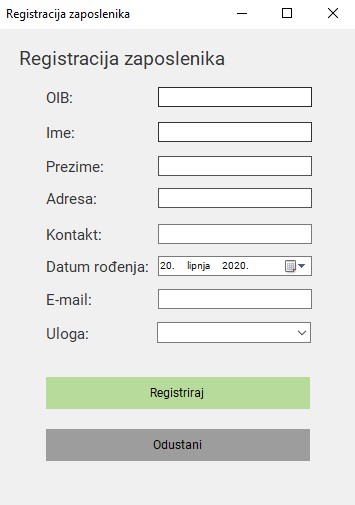 Registracija zaposlenika
Registracija zaposlenika
OIB:
Ime:
Prezime:
Adresa:
Kontakt:
Datum rođenja: 20. lipnja 2020.
E-mail:
Uloga:
Registriraj
Odustani